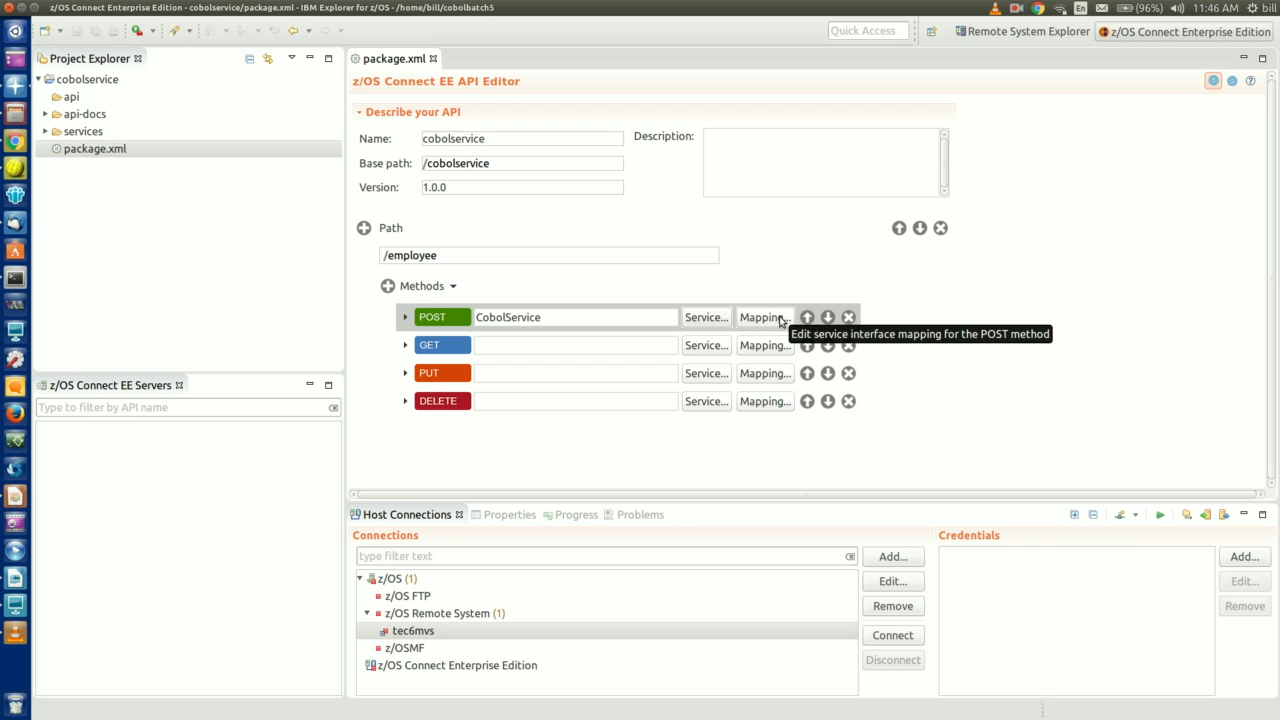 z/OS Connect Enterprise Edition - cobolservice/package.xml - IBM Explorer for z/OS - /home/bill/cobolbatch5
En (96%) 11:46 AM bill
Quick Access Remote System Explorer z/OS Connect Enterprise Edition
Project Explorer
cobolservice
api
api-docs
services
package.xml
package.xml
z/OS Connect EE API Editor
Describe your API
Name: cobolservice Description:
Base path: /cobolservice
Version: 1.0.0
Path
/employee
Methods
POST CobolService Service... Mapping...
Edit service interface mapping for the POST method
GET Service... Mapping...
PUT Service... Mapping...
DELETE Service... Mapping...
z/OS Connect EE Servers
Type to filter by API name
Host Connections Properties Progress Problems
Connections
type filter text
z/OS (1)
z/OS FTP
z/OS Remote System (1)
tec6mvs
z/OSMF
z/OS Connect Enterprise Edition
Add...
Edit...
Remove
Connect
Disconnect
Credentials
Add...
Edit...
Remove